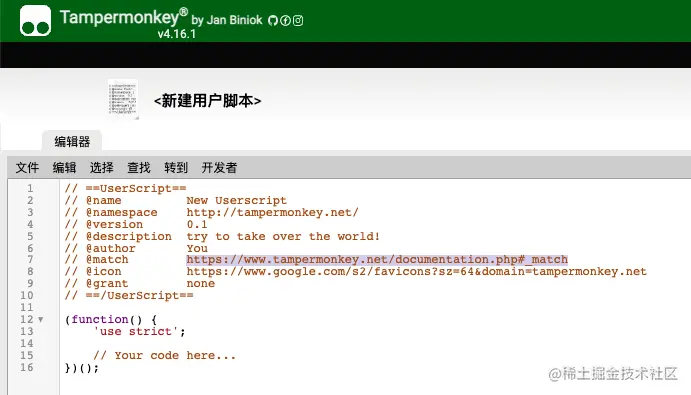 Tampermonkey® by Jan Biniok
v4.16.1
<新建用户脚本>
编辑器
文件 编辑 选择 查找 转到 开发者
1 // ==UserScript==
2 // @name New Userscript
3 // @namespace http://tampermonkey.net/
4 // @version 0.1
5 // @description try to take over the world!
6 // @author You
7 // @match https://www.tampermonkey.net/documentation.php#_match
8 // @icon https://www.google.com/s2/favicons?sz=64&domain=tampermonkey.net
9 // @grant none
10 // ==/UserScript==
11
12 (function() {
13 'use strict';
14
15 // Your code here...
16 })();
@稀土掘金技术社区